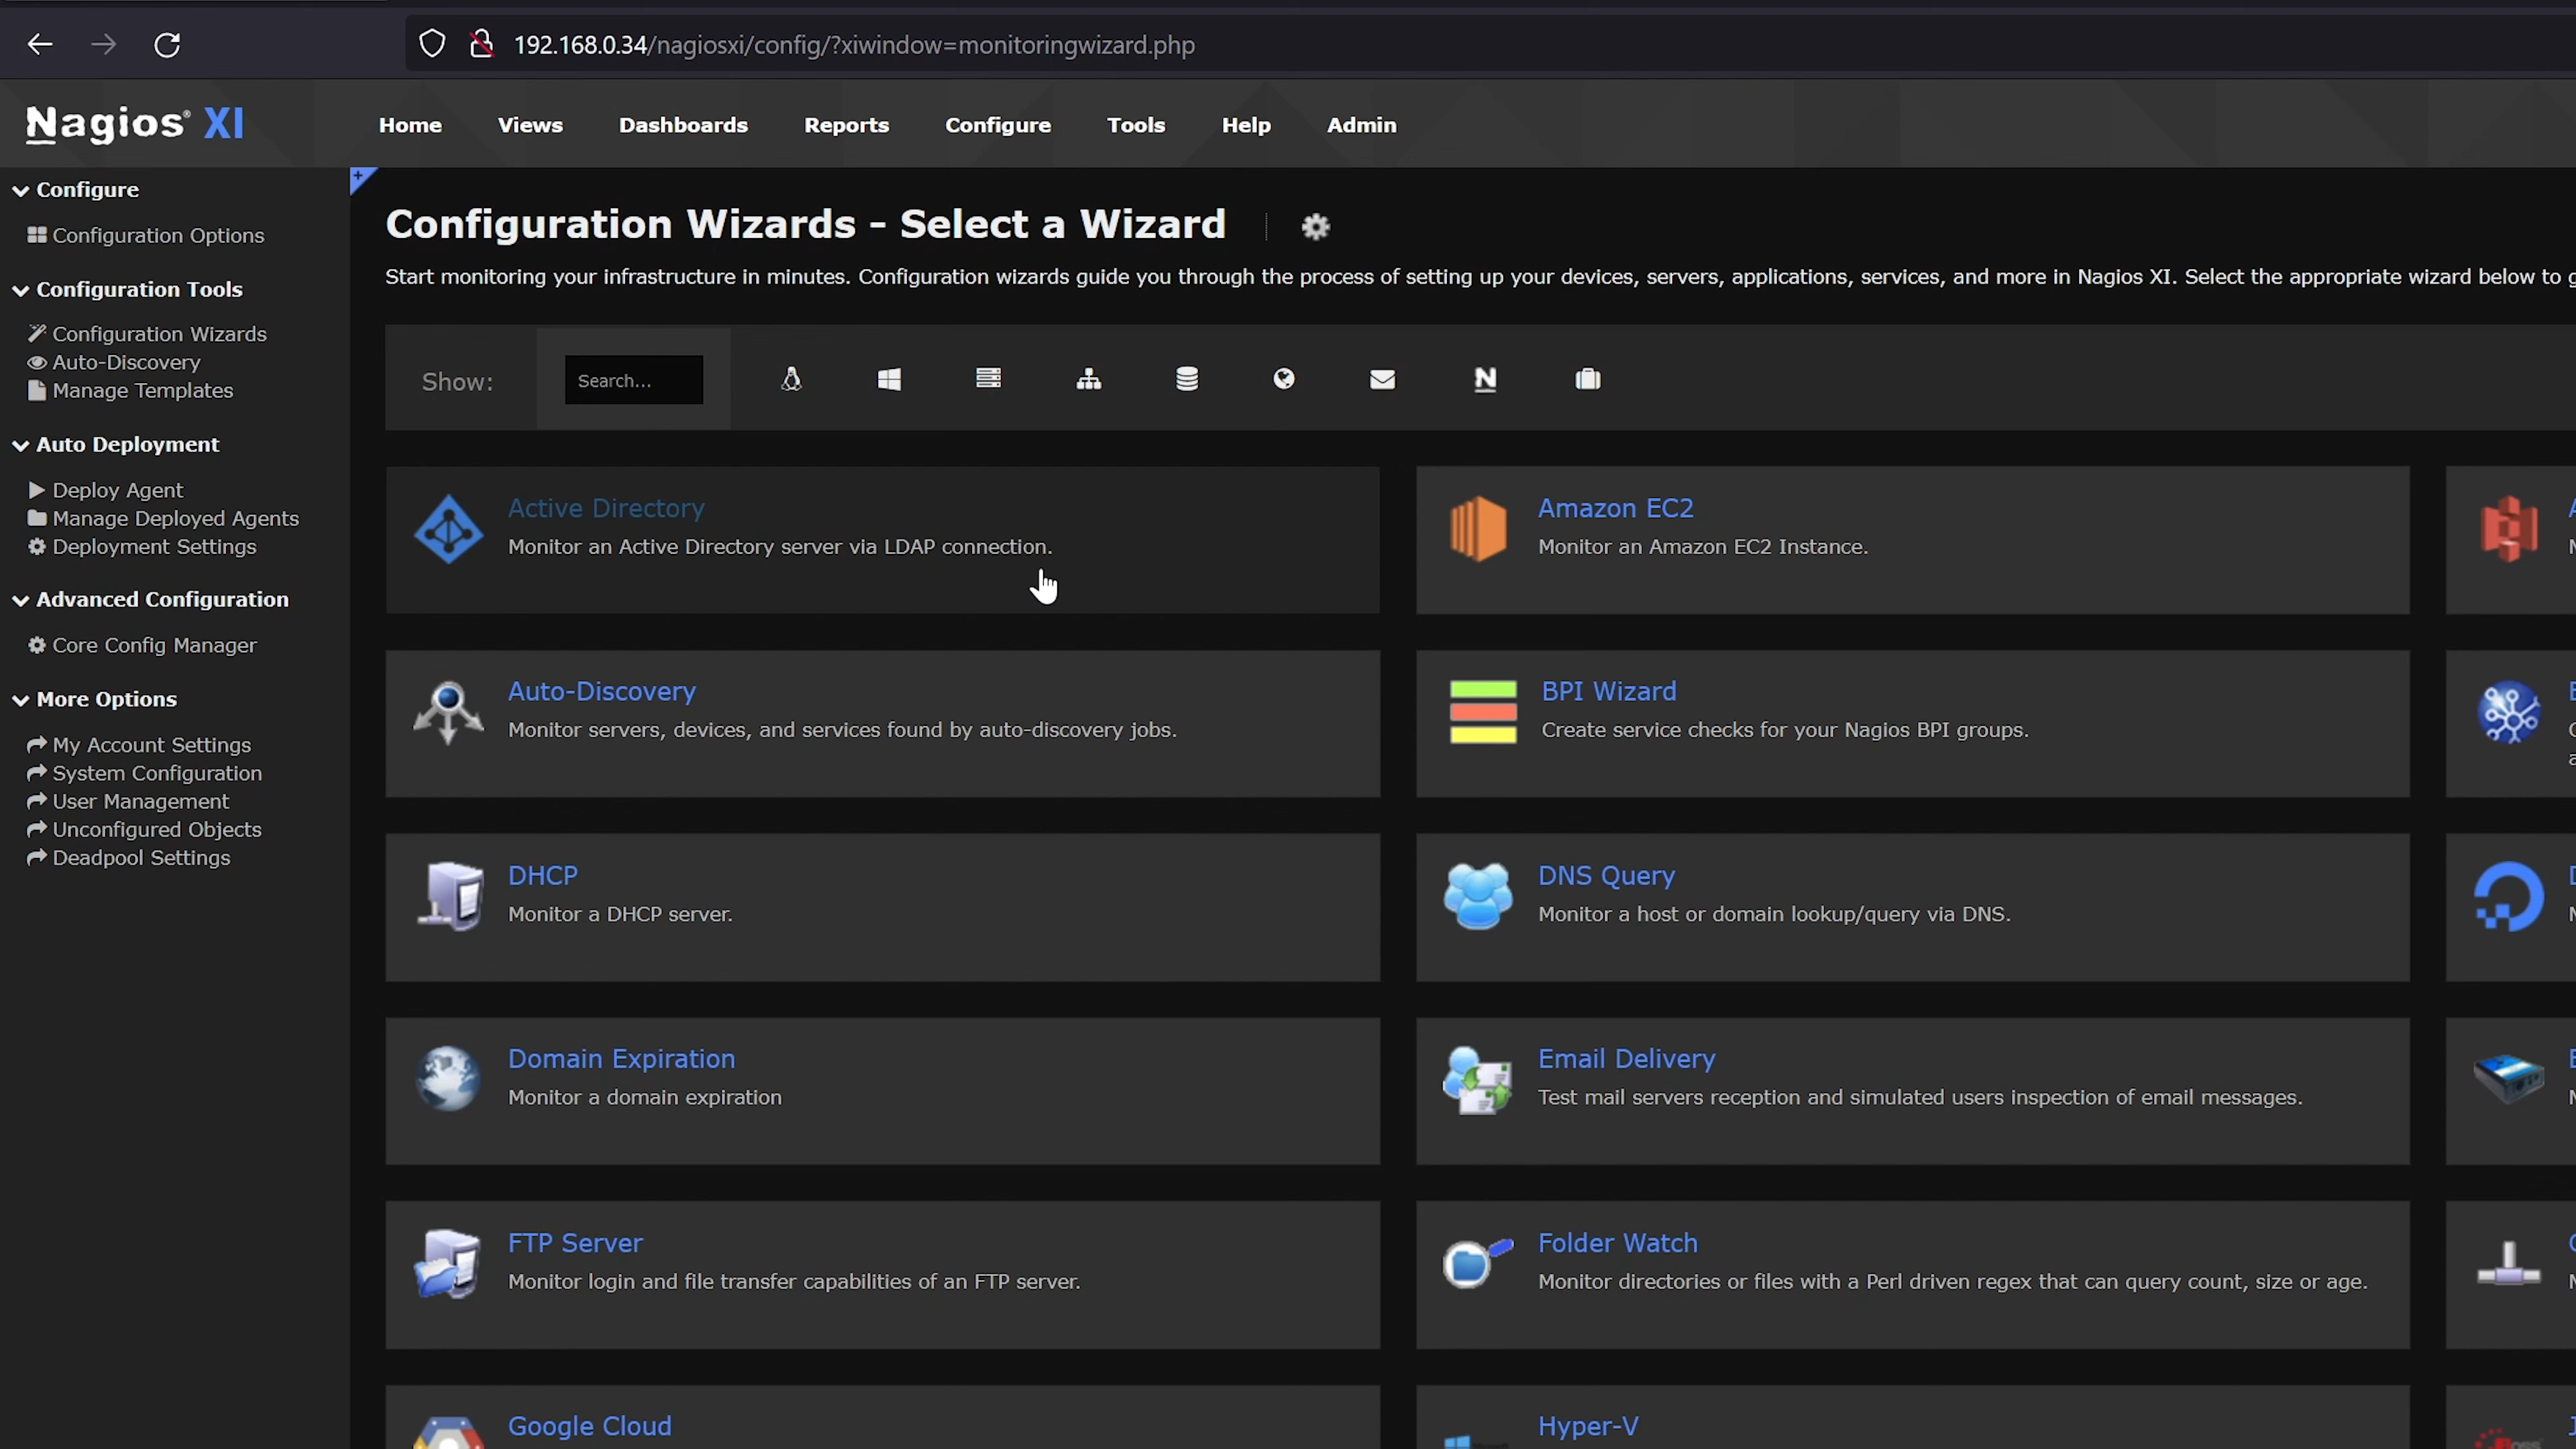 192.168.0.34/nagiosxi/config/?xiwindow=monitoringwizard.php
Nagios® XI
Home Views Dashboards Reports Configure Tools Help Admin
Configure
Configuration Options
Configuration Tools
Configuration Wizards
Auto-Discovery
Manage Templates
Auto Deployment
Deploy Agent
Manage Deployed Agents
Deployment Settings
Advanced Configuration
Core Config Manager
More Options
My Account Settings
System Configuration
User Management
Unconfigured Objects
Deadpool Settings
Configuration Wizards - Select a Wizard
Start monitoring your infrastructure in minutes. Configuration wizards guide you through the process of setting up your devices, servers, applications, services, and more in Nagios XI. Select the appropriate wizard below to
Show: Search...
Active Directory
Monitor an Active Directory server via LDAP connection.
Amazon EC2
Monitor an Amazon EC2 Instance.
Auto-Discovery
Monitor servers, devices, and services found by auto-discovery jobs.
BPI Wizard
Create service checks for your Nagios BPI groups.
DHCP
Monitor a DHCP server.
DNS Query
Monitor a host or domain lookup/query via DNS.
Domain Expiration
Monitor a domain expiration
Email Delivery
Test mail servers reception and simulated users inspection of email messages.
FTP Server
Monitor login and file transfer capabilities of an FTP server.
Folder Watch
Monitor directories or files with a Perl driven regex that can query count, size or age.
Google Cloud
Hyper-V